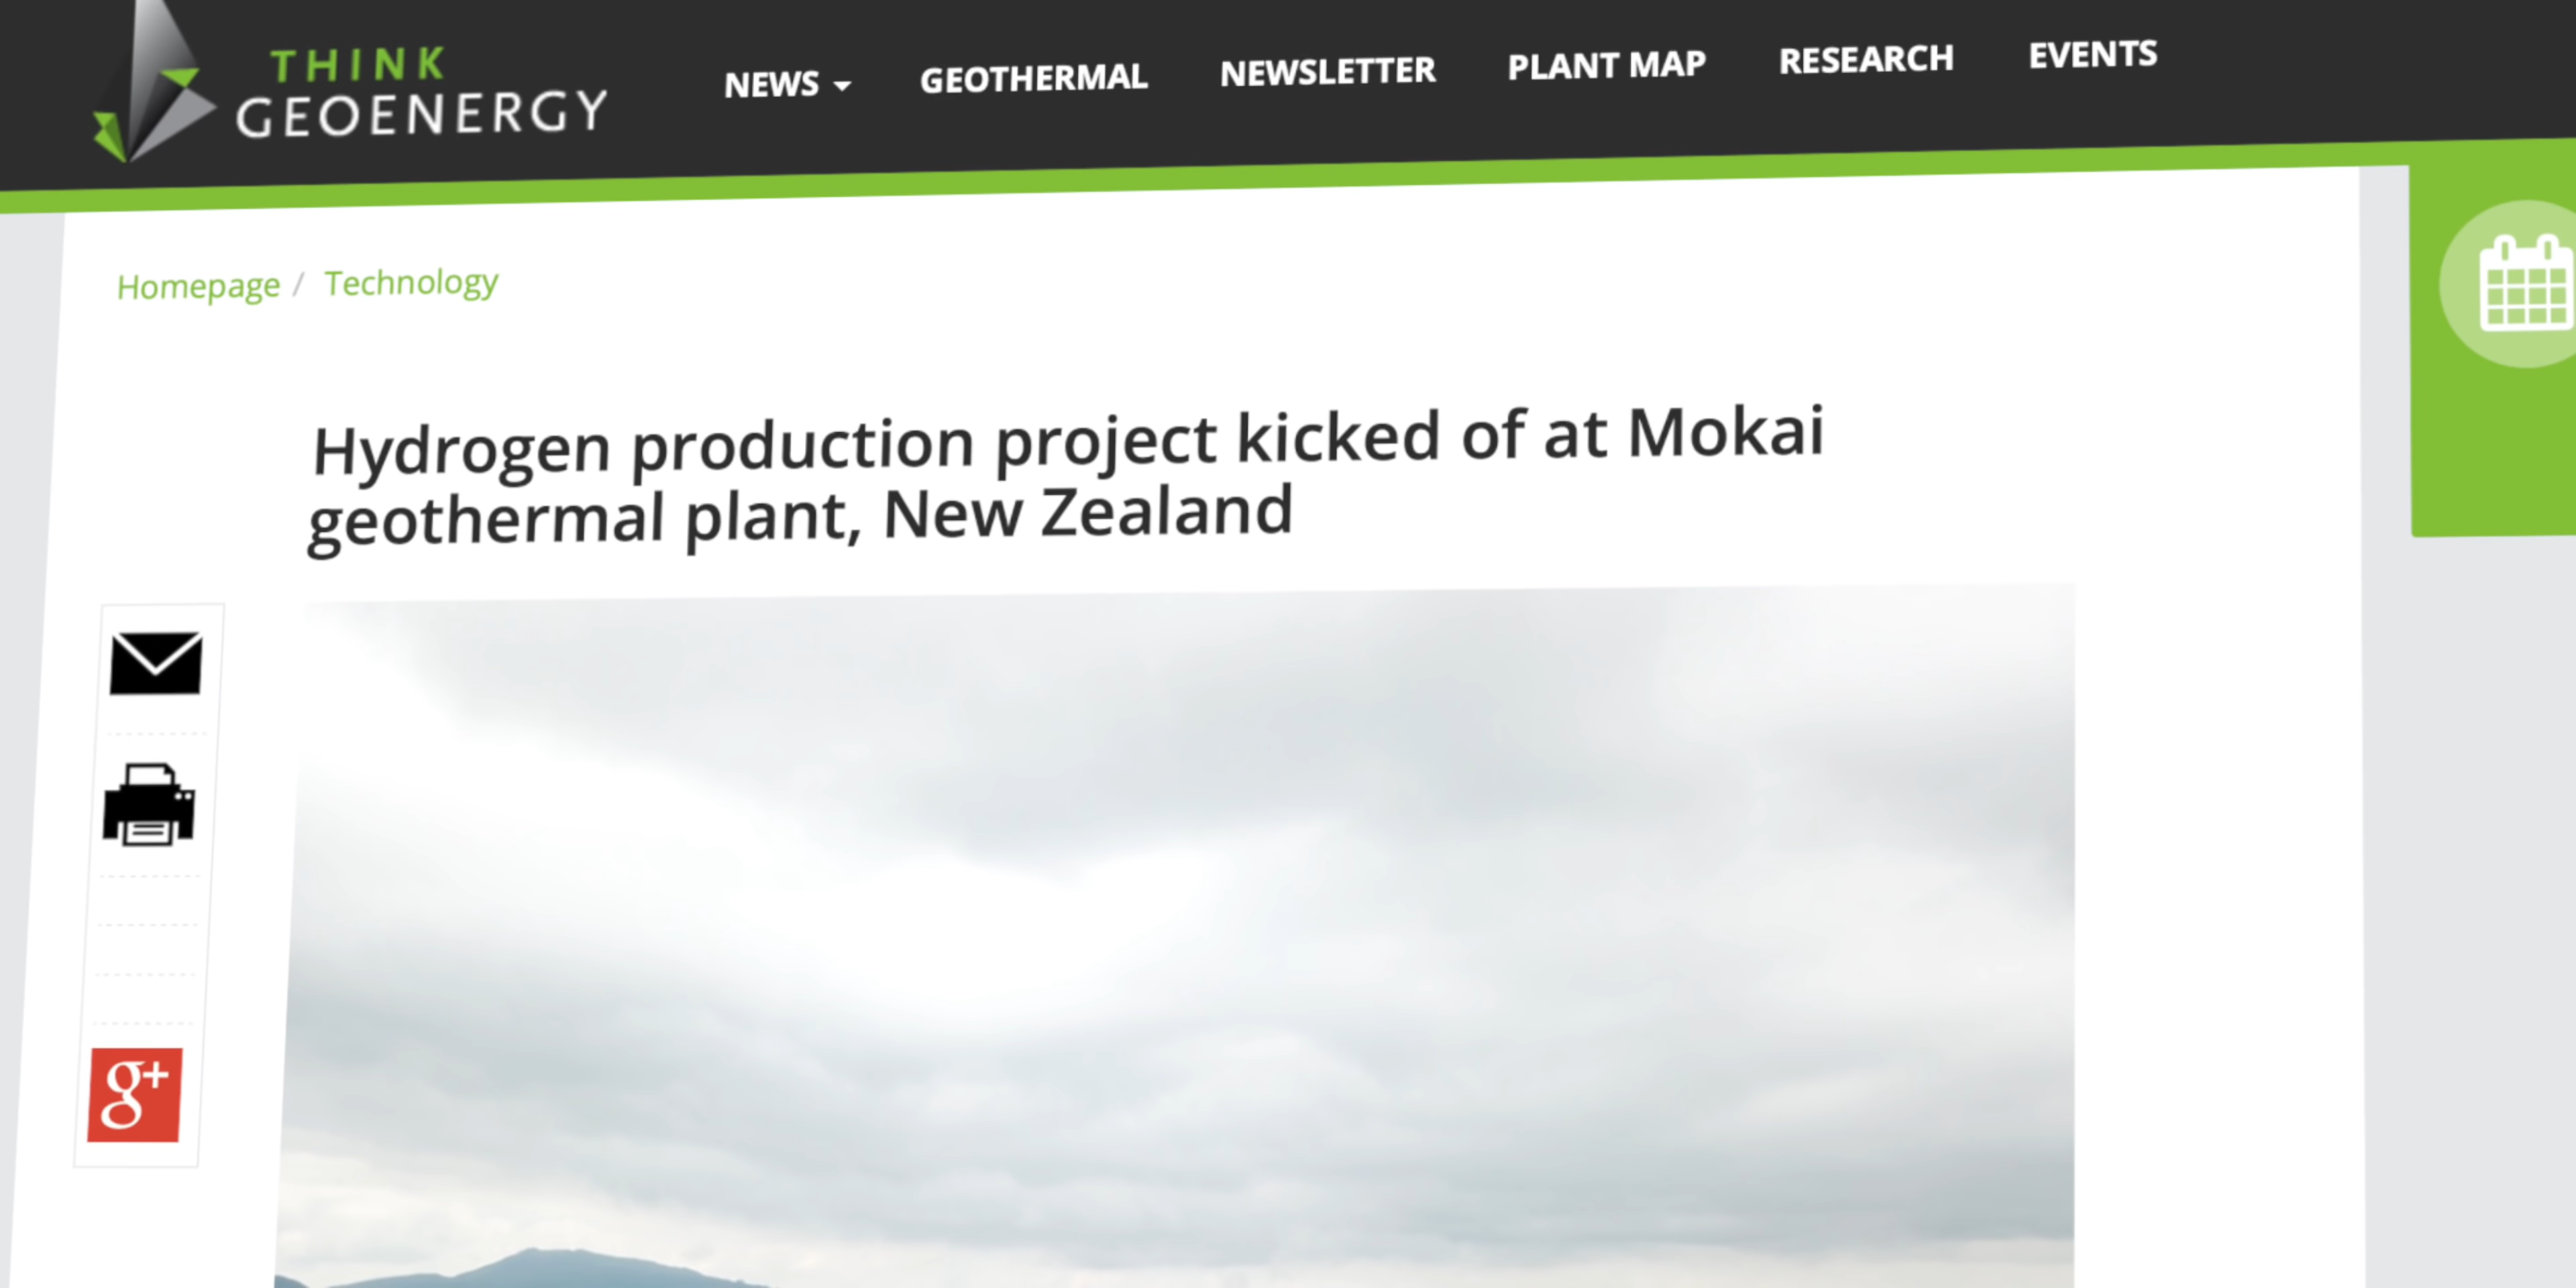 THINK
GEOENERGY
NEWS GEOTHERMAL NEWSLETTER PLANT MAP RESEARCH EVENTS
Homepage / Technology
Hydrogen production project kicked of at Mokai
geothermal plant, New Zealand
g+